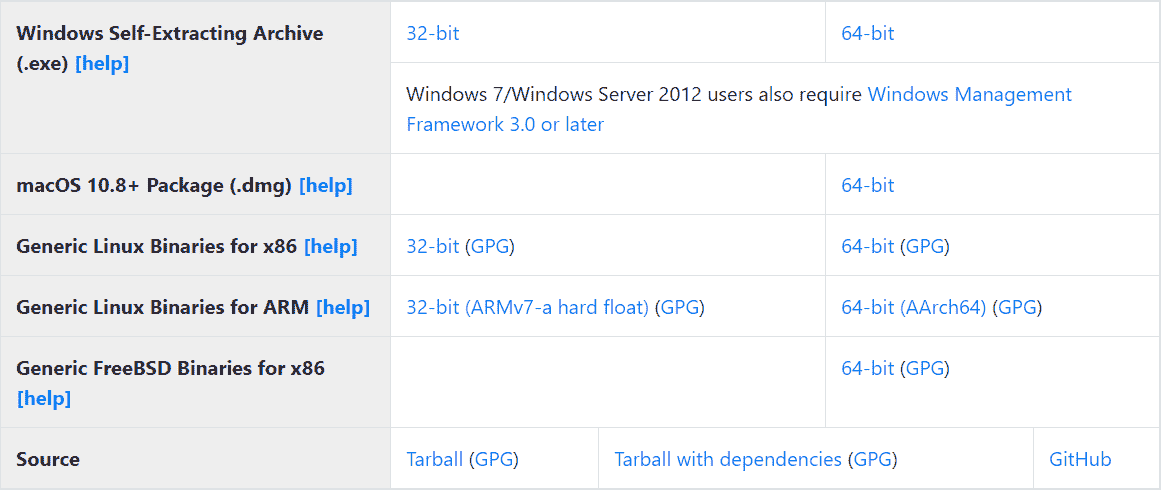 Windows Self-Extracting Archive
(.exe) [help]
32-bit
64-bit
Windows 7/Windows Server 2012 users also require Windows Management
Framework 3.0 or later
macOS 10.8+ Package (.dmg) [help]
64-bit
Generic Linux Binaries for x86 [help]
32-bit (GPG)
64-bit (GPG)
Generic Linux Binaries for ARM [help]
32-bit (ARMv7-a hard float) (GPG)
64-bit (AArch64) (GPG)
Generic FreeBSD Binaries for x86
[help]
64-bit (GPG)
Source
Tarball (GPG)
Tarball with dependencies (GPG)
GitHub